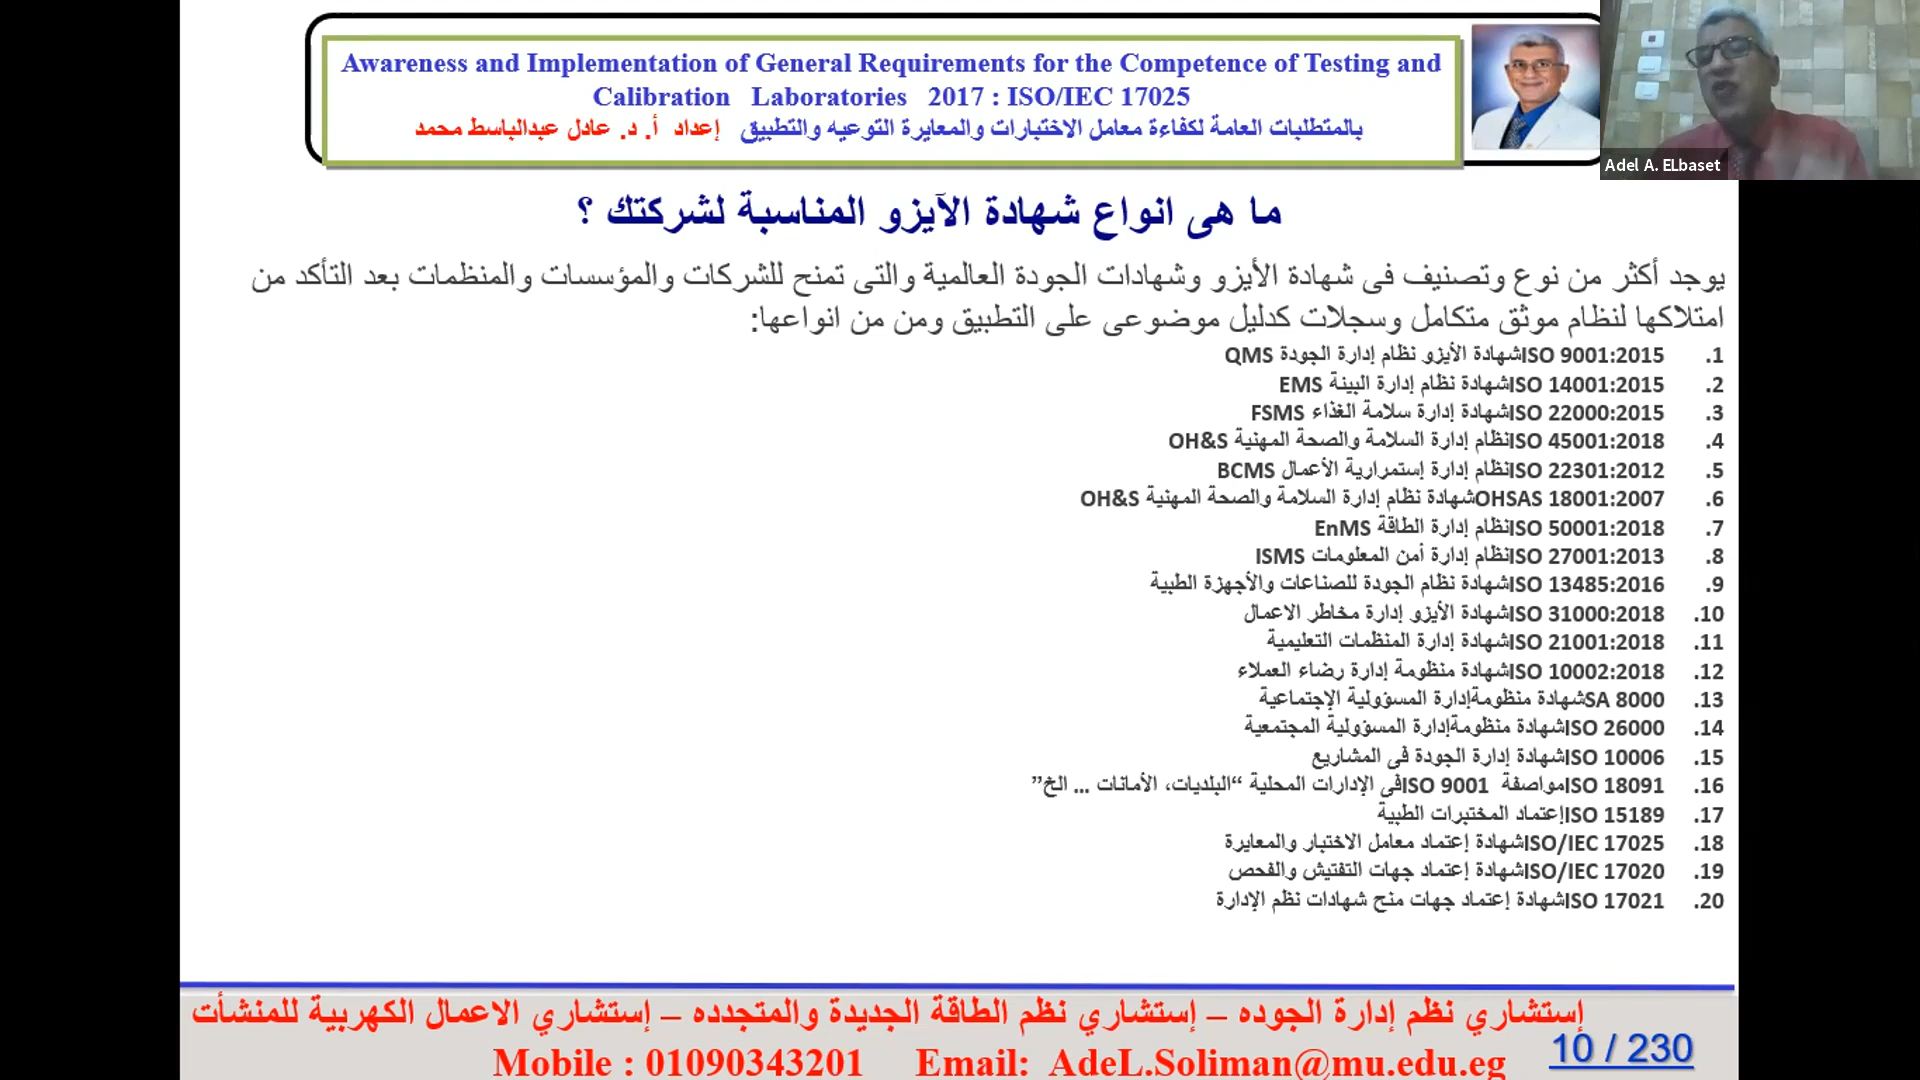 Awareness and Implementation of General Requirements for the Competence of Testing and
Calibration Laboratories 2017 : ISO/IEC 17025
بالمتطلبات العامة لكفاءة معامل الاختبارات والمعايرة التوعيه والتطبيق إعداد أ. د. عادل عبدالباسط محمد
Adel A. ELbaset
ما هى انواع شهادة الآيزو المناسبة لشركتك ؟
يوجد أكثر من نوع وتصنيف فى شهادة الأيزو وشهادات الجودة العالمية والتى تمنح للشركات والمؤسسات والمنظمات بعد التأكد من
امتلاكها لنظام موثق متكامل وسجلات كدليل موضوعى على التطبيق ومن من انواعها:
1. ISO 9001:2015شهادة الأيزو نظام إدارة الجودة QMS
2. ISO 14001:2015شهادة نظام إدارة البيئة EMS
3. ISO 22000:2015شهادة إدارة سلامة الغذاء FSMS
4. ISO 45001:2018نظام إدارة السلامة والصحة المهنية OH&S
5. ISO 22301:2012نظام إدارة إستمرارية الأعمال BCMS
6. OHSAS 18001:2007شهادة نظام إدارة السلامة والصحة المهنية OH&S
7. ISO 50001:2018نظام إدارة الطاقة EnMS
8. ISO 27001:2013نظام إدارة أمن المعلومات ISMS
9. ISO 13485:2016شهادة نظام الجودة للصناعات والأجهزة الطبية
10. ISO 31000:2018شهادة الأيزو إدارة مخاطر الاعمال
11. ISO 21001:2018شهادة إدارة المنظمات التعليمية
12. ISO 10002:2018شهادة منظومة إدارة رضاء العملاء
13. SA 8000شهادة منظومةإدارة المسؤولية الإجتماعية
14. ISO 26000شهادة منظومةإدارة المسؤولية المجتمعية
15. ISO 10006شهادة إدارة الجودة فى المشاريع
16. ISO 18091مواصفة ISO 9001فى الإدارات المحلية “البلديات، الأمانات ... الخ”
17. ISO 15189إعتماد المختبرات الطبية
18. ISO/IEC 17025شهادة إعتماد معامل الاختبار والمعايرة
19. ISO/IEC 17020شهادة إعتماد جهات التفتيش والفحص
20. ISO 17021شهادة إعتماد جهات منح شهادات نظم الإدارة
إستشاري نظم إدارة الجوده – إستشاري نظم الطاقة الجديدة والمتجدده – إستشاري الاعمال الكهربية للمنشأت
Mobile : 01090343201 Email: AdeL.Soliman@mu.edu.eg
10 / 230